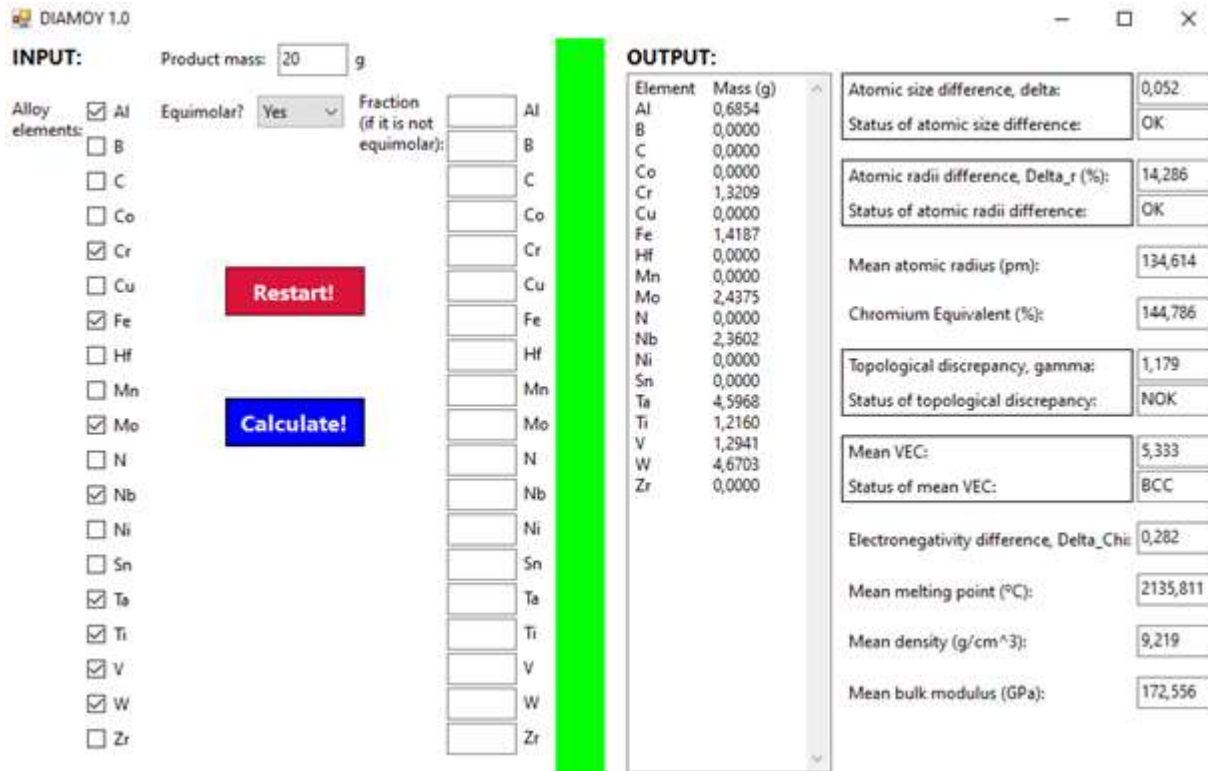 DIAMOY 1.0
INPUT:
Product mass: 20 g
Alloy
elements:
Equimolar? Yes
Fraction
(if it is not
equimolar):
Al Al
B B
C C
Co Co
Cr Cr
Cu Cu
Fe Fe
Hf Hf
Mn Mn
Mo Mo
N N
Nb Nb
Ni Ni
Sn Sn
Ta Ta
Ti Ti
V V
W W
Zr Zr
Restart!
Calculate!
OUTPUT:
Element Mass (g)
Al 0,6854
B 0,0000
C 0,0000
Co 0,0000
Cr 1,3209
Cu 0,0000
Fe 1,4187
Hf 0,0000
Mn 0,0000
Mo 2,4375
N 0,0000
Nb 2,3602
Ni 0,0000
Sn 0,0000
Ta 4,5968
Ti 1,2160
V 1,2941
W 4,6703
Zr 0,0000
Atomic size difference, delta: 0,052
Status of atomic size difference: OK
Atomic radii difference, Delta_r (%): 14,286
Status of atomic radii difference: OK
Mean atomic radius (pm): 134,614
Chromium Equivalent (%): 144,786
Topological discrepancy, gamma: 1,179
Status of topological discrepancy: NOK
Mean VEC: 5,333
Status of mean VEC: BCC
Electronegativity difference, Delta_Chi: 0,282
Mean melting point (ºC): 2135,811
Mean density (g/cm^3): 9,219
Mean bulk modulus (GPa): 172,556